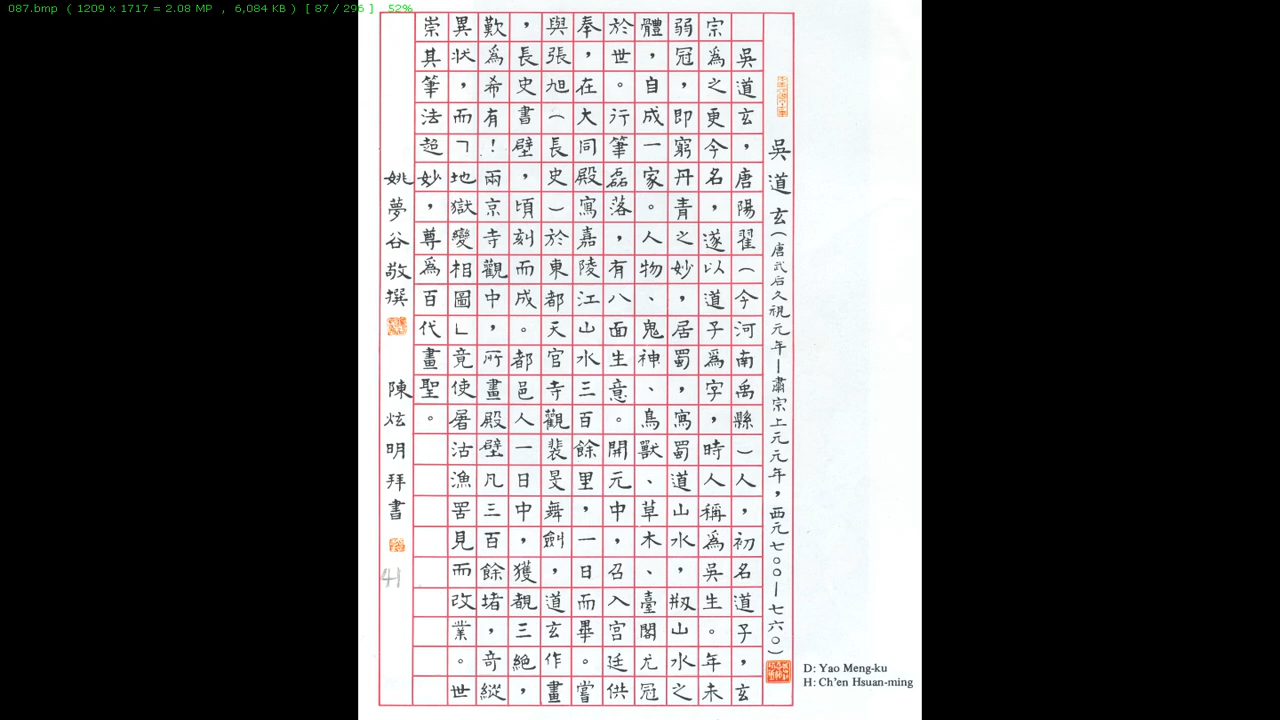 087.bmp ( 1209 x 1717 = 2.08 MP , 6,084 KB ) [ 87 / 296 ] 52%
吳道玄(唐武后久視元年—肅宗上元元年,西元七○○—七六○)
吳道玄,唐陽翟(今河南禹縣)人,初名道子,玄
宗為之更今名,遂以道子為字,時人稱為吳生。年未
弱冠,即窮丹青之妙,居蜀,寫蜀道山水,剏山水之
體,自成一家。人物、鬼神、鳥獸、草木、臺閣尤冠
於世。行筆磊落,有八面生意。開元中,召入宮廷供
奉,在大同殿寫嘉陵江山水三百餘里,一日而畢。嘗
與張旭(長史)於東都天官寺觀裴旻舞劍,道玄作畫
,長史書壁,頃刻而成。都邑人一日中,獲覩三絕,
歎為希有!兩京寺觀中,所畫殿壁凡三百餘堵,奇縱
異狀,而「地獄變相圖」竟使屠沽漁罟見而改業。世
崇其筆法超妙,尊為百代畫聖。
姚夢谷敬撰 陳炫明拜書
41
D: Yao Meng-ku
H: Ch'en Hsuan-ming